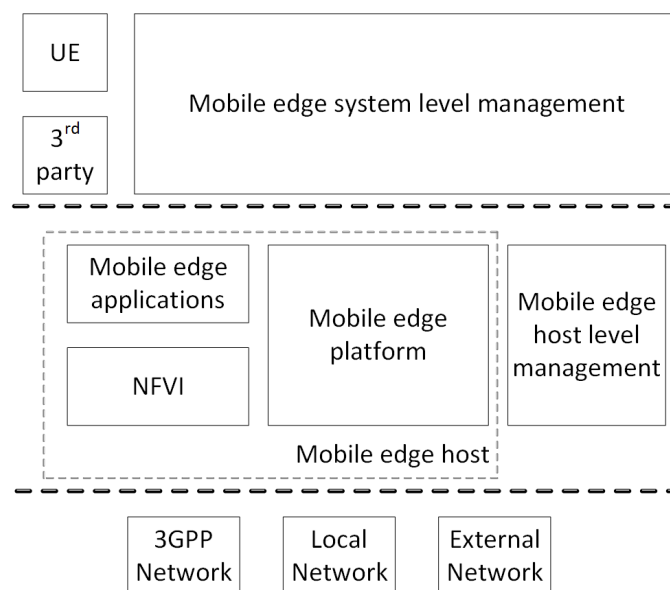 UE
Mobile edge system level management
3rd
party
Mobile edge
applications
NFVI
Mobile edge
platform
Mobile edge
host level
management
Mobile edge host
3GPP
Network
Local
Network
External
Network